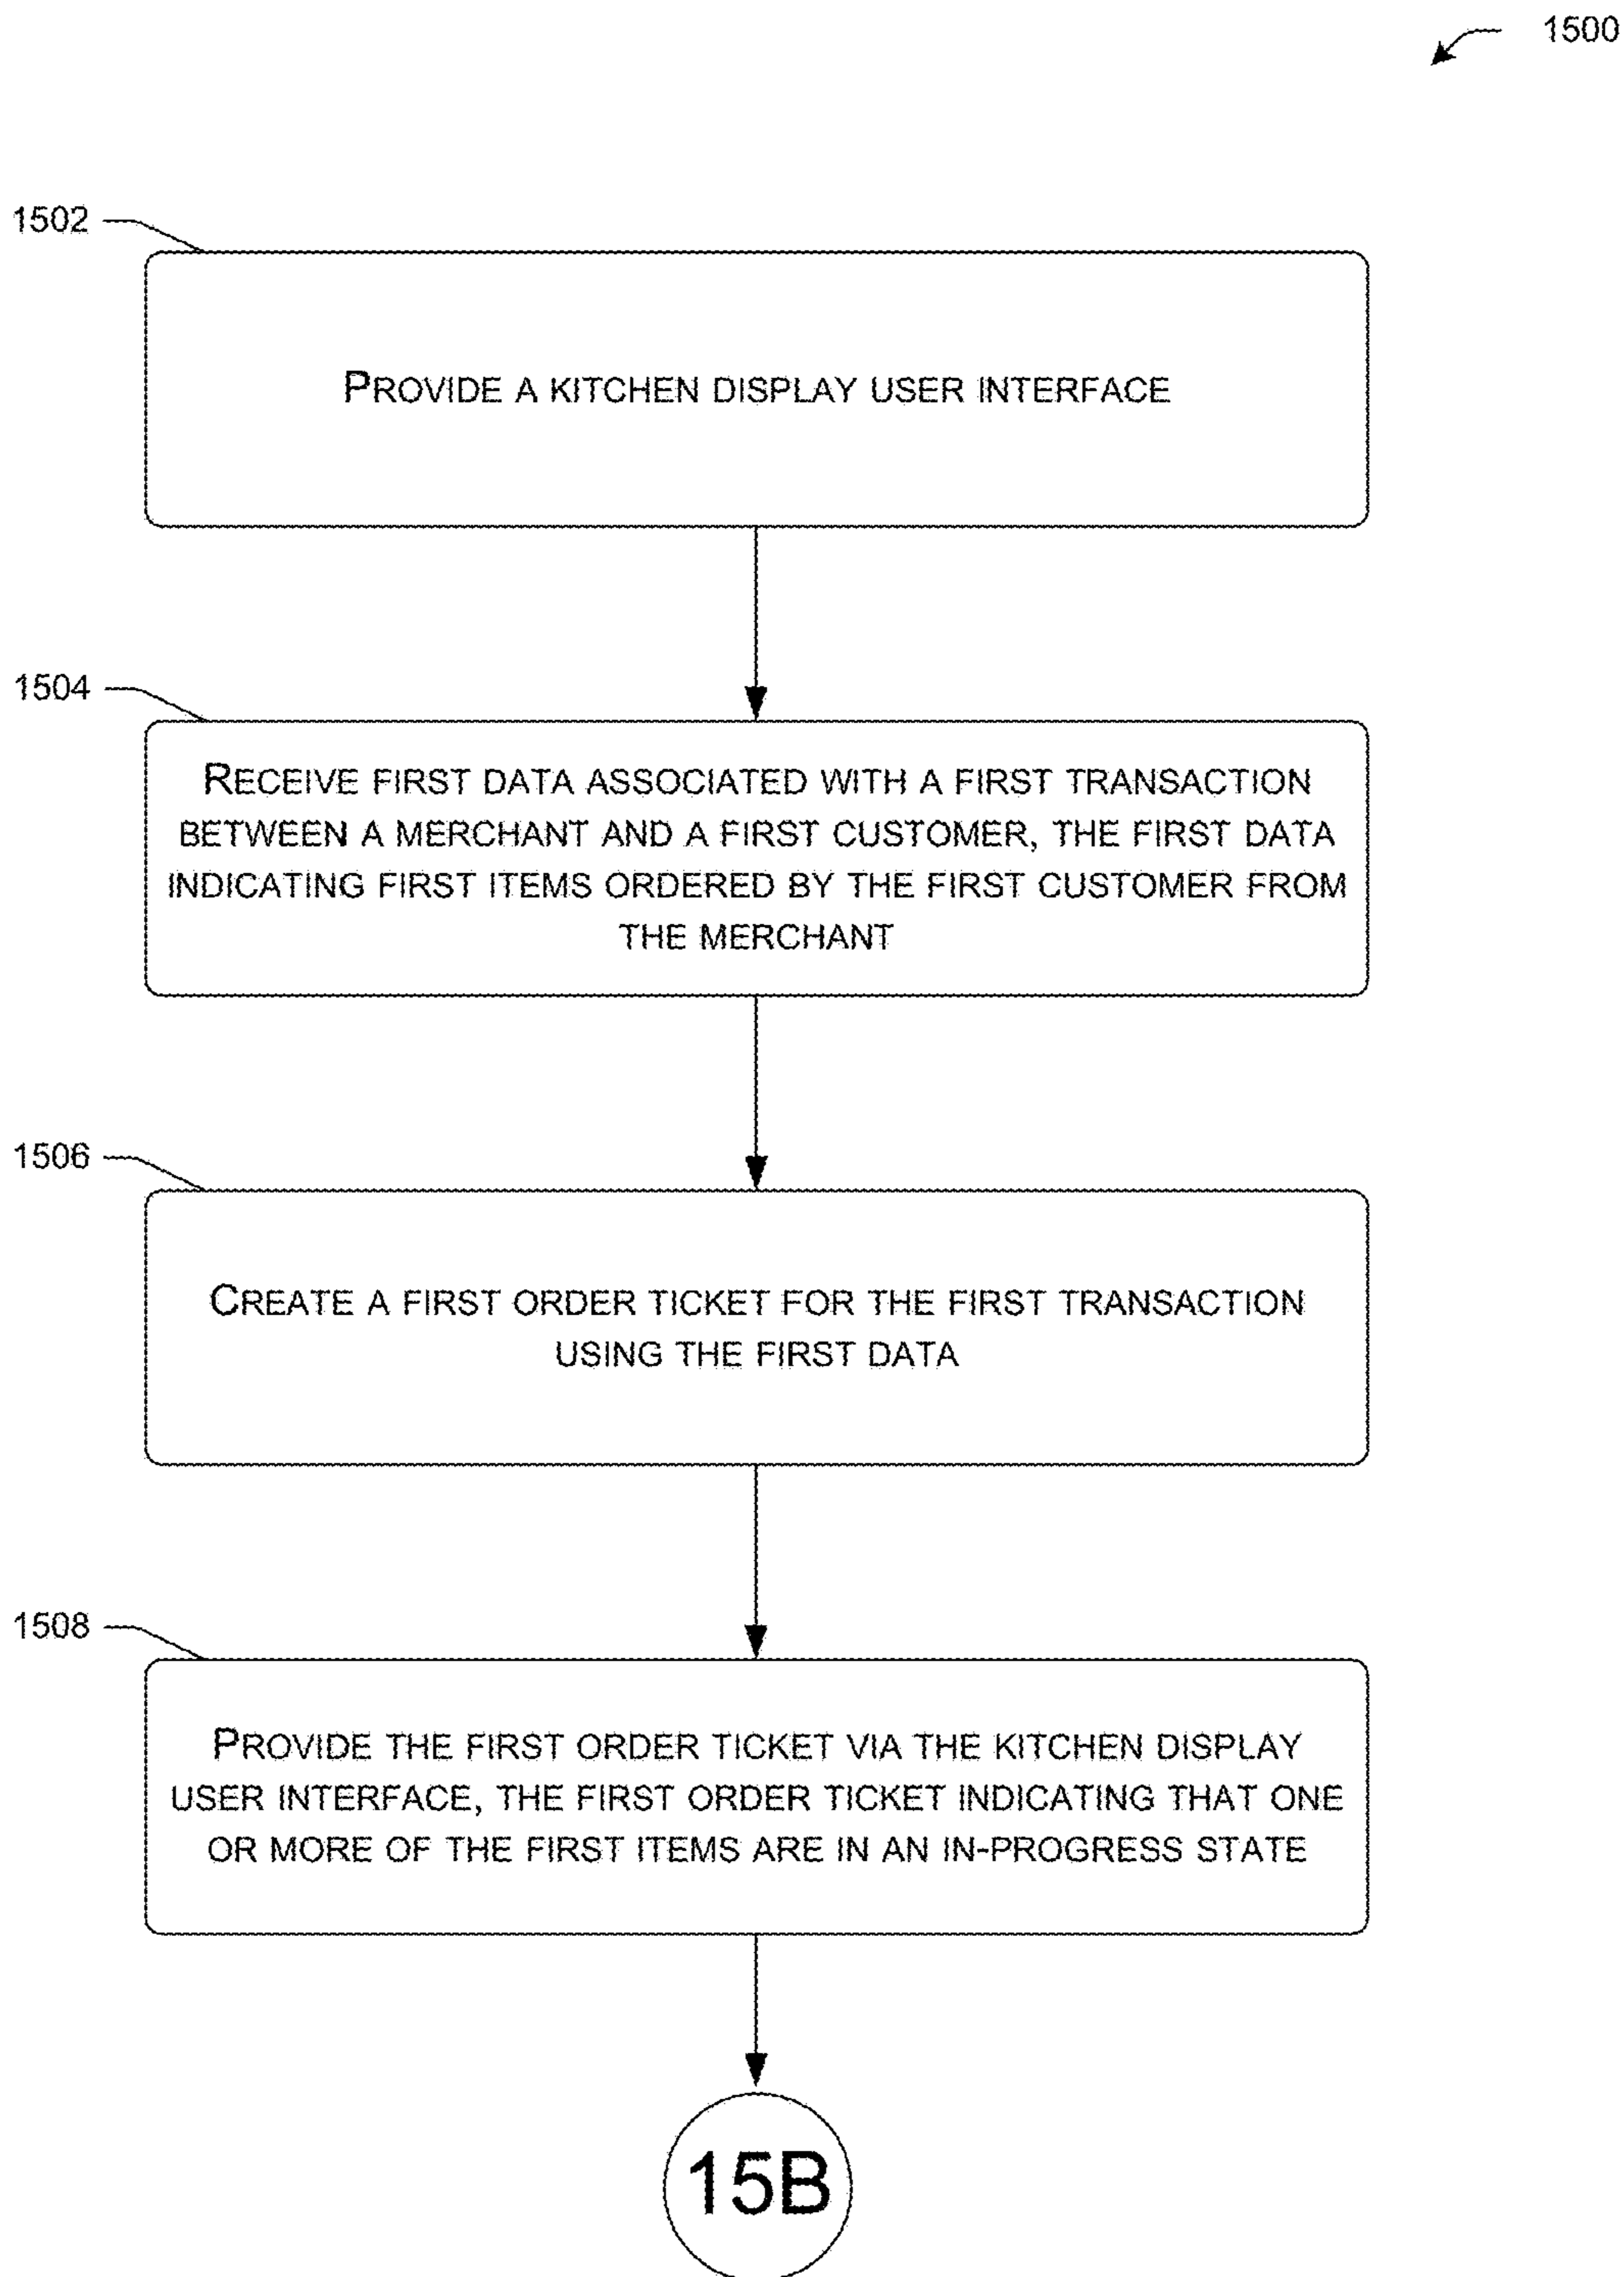 1500
1502
PROVIDE A KITCHEN DISPLAY USER INTERFACE
1504
RECEIVE FIRST DATA ASSOCIATED WITH A FIRST TRANSACTION
BETWEEN A MERCHANT AND A FIRST CUSTOMER, THE FIRST DATA
INDICATING FIRST ITEMS ORDERED BY THE FIRST CUSTOMER FROM
THE MERCHANT
1506
CREATE A FIRST ORDER TICKET FOR THE FIRST TRANSACTION
USING THE FIRST DATA
1508
PROVIDE THE FIRST ORDER TICKET VIA THE KITCHEN DISPLAY
USER INTERFACE, THE FIRST ORDER TICKET INDICATING THAT ONE
OR MORE OF THE FIRST ITEMS ARE IN AN IN-PROGRESS STATE
15B